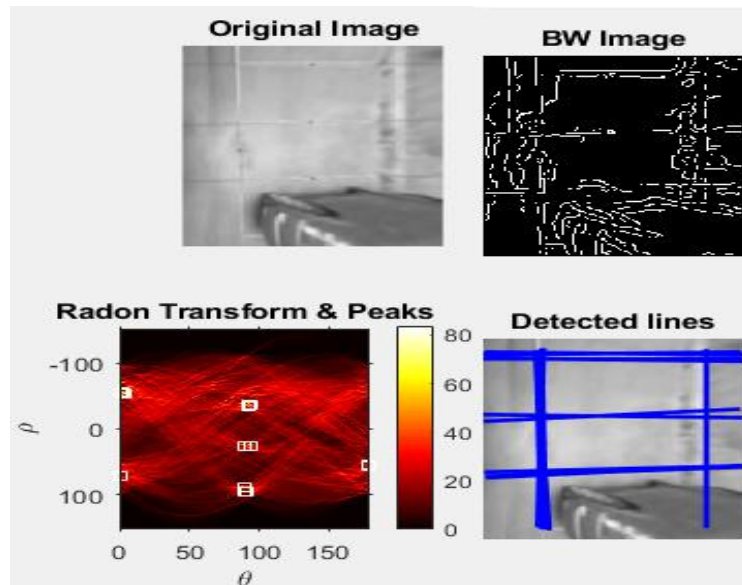 Original Image
BW Image
Radon Transform & Peaks
-100
0
100
ρ
0
50
100
150
θ
80
60
40
20
0
Detected lines